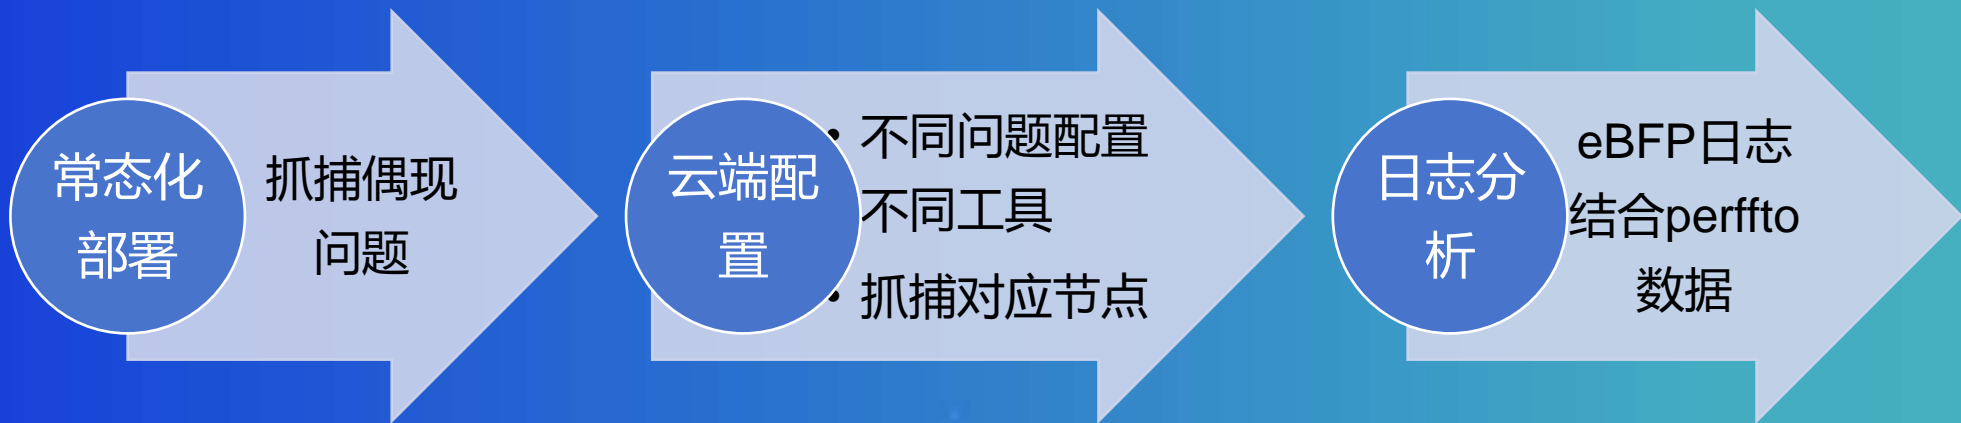 常态化
部署
抓捕偶现
问题
云端配
置
• 不同问题配置
不同工具
• 抓捕对应节点
日志分
析
eBFP日志
结合perffto
数据